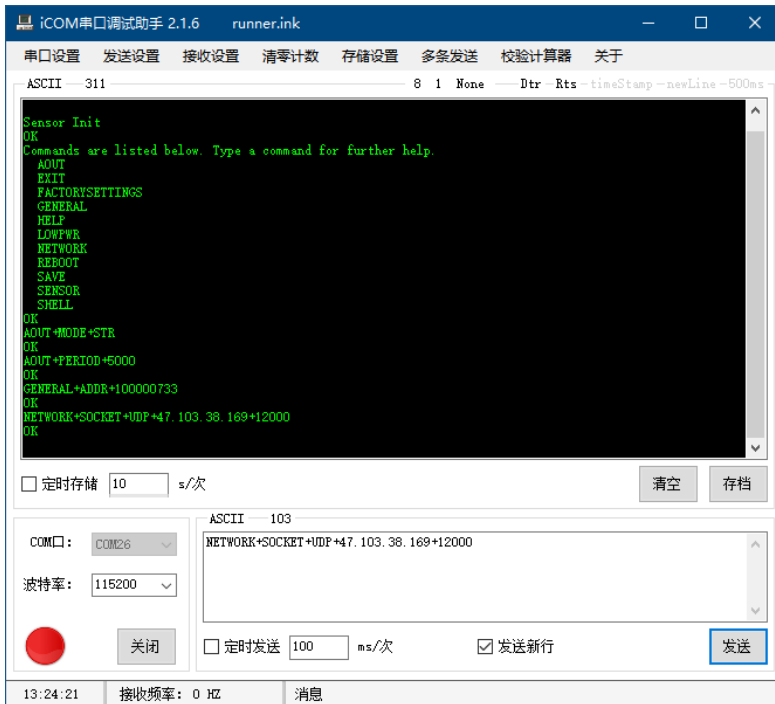 iCOM串口调试助手 2.1.6 runner.ink
串口设置 发送设置 接收设置 清零计数 存储设置 多条发送 校验计算器 关于
ASCII 311 8 1 None Dtr Rts timeStamp newLine 500ms
Sensor Init
OK
Commands are listed below. Type a command for further help.
AOUT
EXIT
FACTORYSETTINGS
GENERAL
HELP
LOWPWR
NETWORK
REBOOT
SAVE
SENSOR
SHELL
OK
AOUT+MODE+STR
OK
AOUT+PERIOD+5000
OK
GENERAL+ADDR+100000733
OK
NETWORK+SOCKET+UDP+47.103.38.169+12000
OK
定时存储 10 s/次 清空 存档
ASCII 103
COM口： COM26
NETWORK+SOCKET+UDP+47.103.38.169+12000
波特率： 115200
关闭 定时发送 100 ms/次 发送新行 发送
13:24:21 接收频率：0 HZ 消息